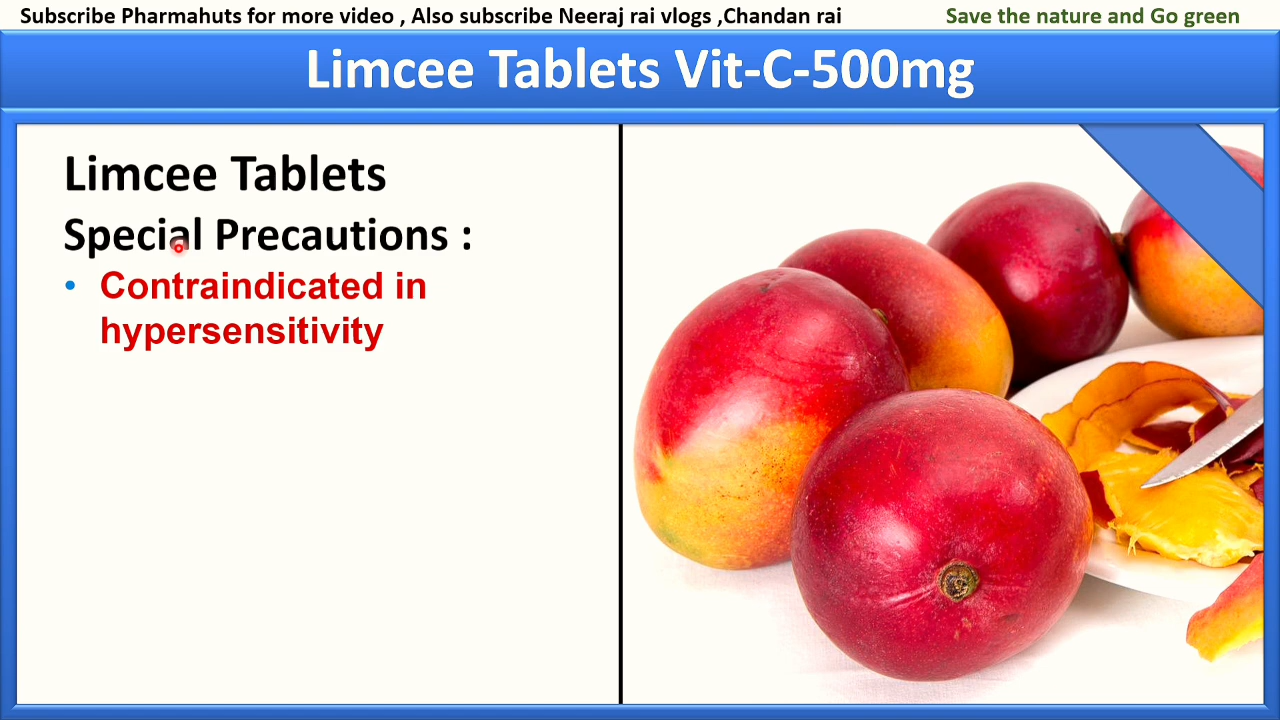 Subscribe Pharmahuts for more video , Also subscribe Neeraj rai vlogs ,Chandan rai
Save the nature and Go green
Limcee Tablets Vit-C-500mg
Limcee Tablets
Special Precautions :
• Contraindicated in
hypersensitivity